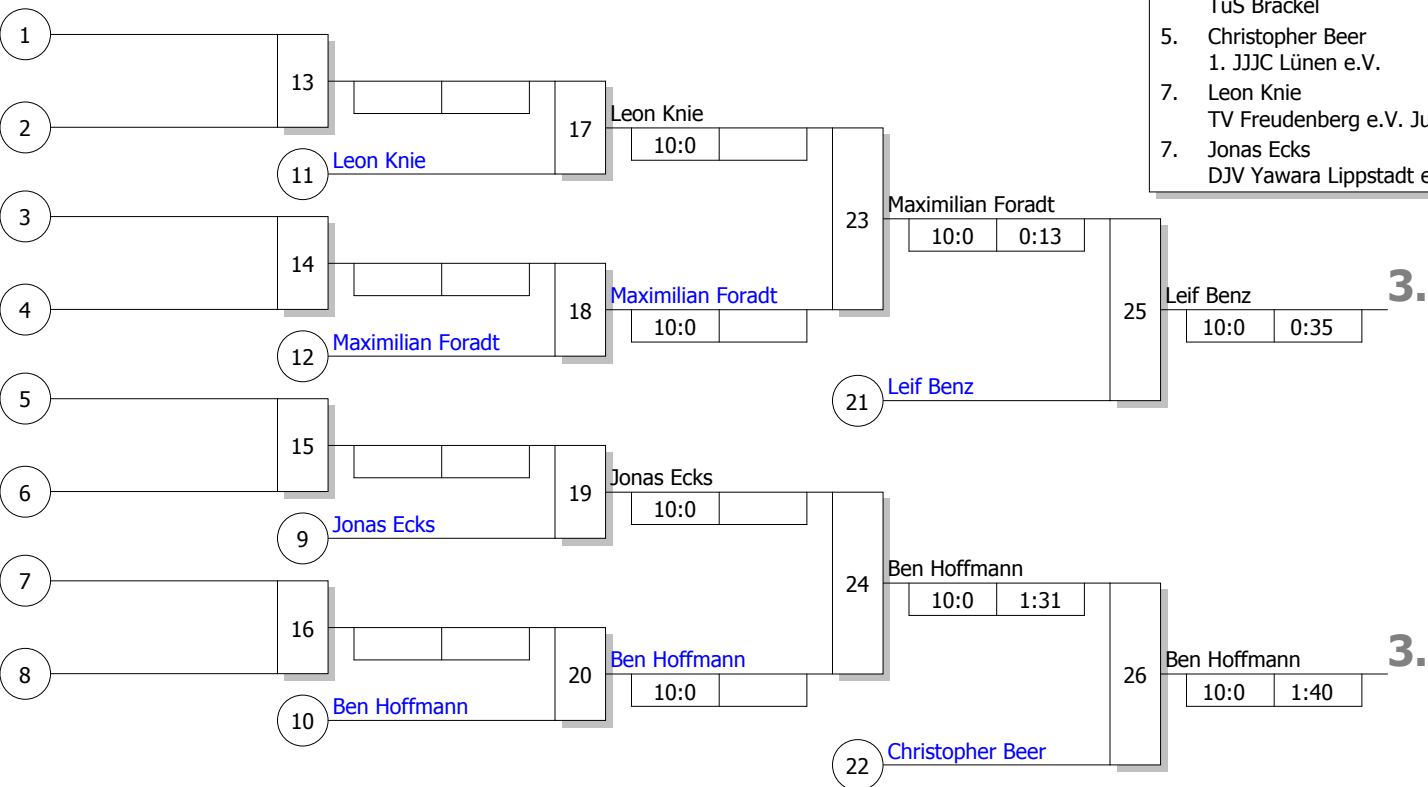 TuS Brackel
5. Christopher Beer
1. JJJC Lünen e.V.
7. Leon Knie
TV Freudenberg e.V.
7. Jonas Ecks
DJV Yawara Lippstadt
1
13
2
17
Leon Knie
10:0
11
Leon Knie
3
23
Maximilian Foradt
10:0 0:13
14
4
18
Maximilian Foradt
10:0
12
Maximilian Foradt
25
Leif Benz
3.
10:0 0:35
5
21
Leif Benz
15
6
19
Jonas Ecks
10:0
9
Jonas Ecks
7
24
Ben Hoffmann
10:0 1:31
16
8
20
Ben Hoffmann
10:0
10
Ben Hoffmann
26
Ben Hoffmann
3.
10:0 1:40
22
Christopher Beer